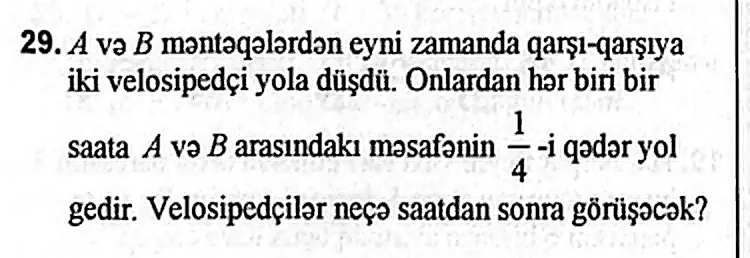 29. A və B məntəqələrdən eyni zamanda qarşı-qarşıya
iki velosipedçi yola düşdü. Onlardan hər biri bir
saata A və B arasındakı məsafənin 1/4 -i qədər yol
gedir. Velosipedçilər neçə saatdan sonra görüşəcək?